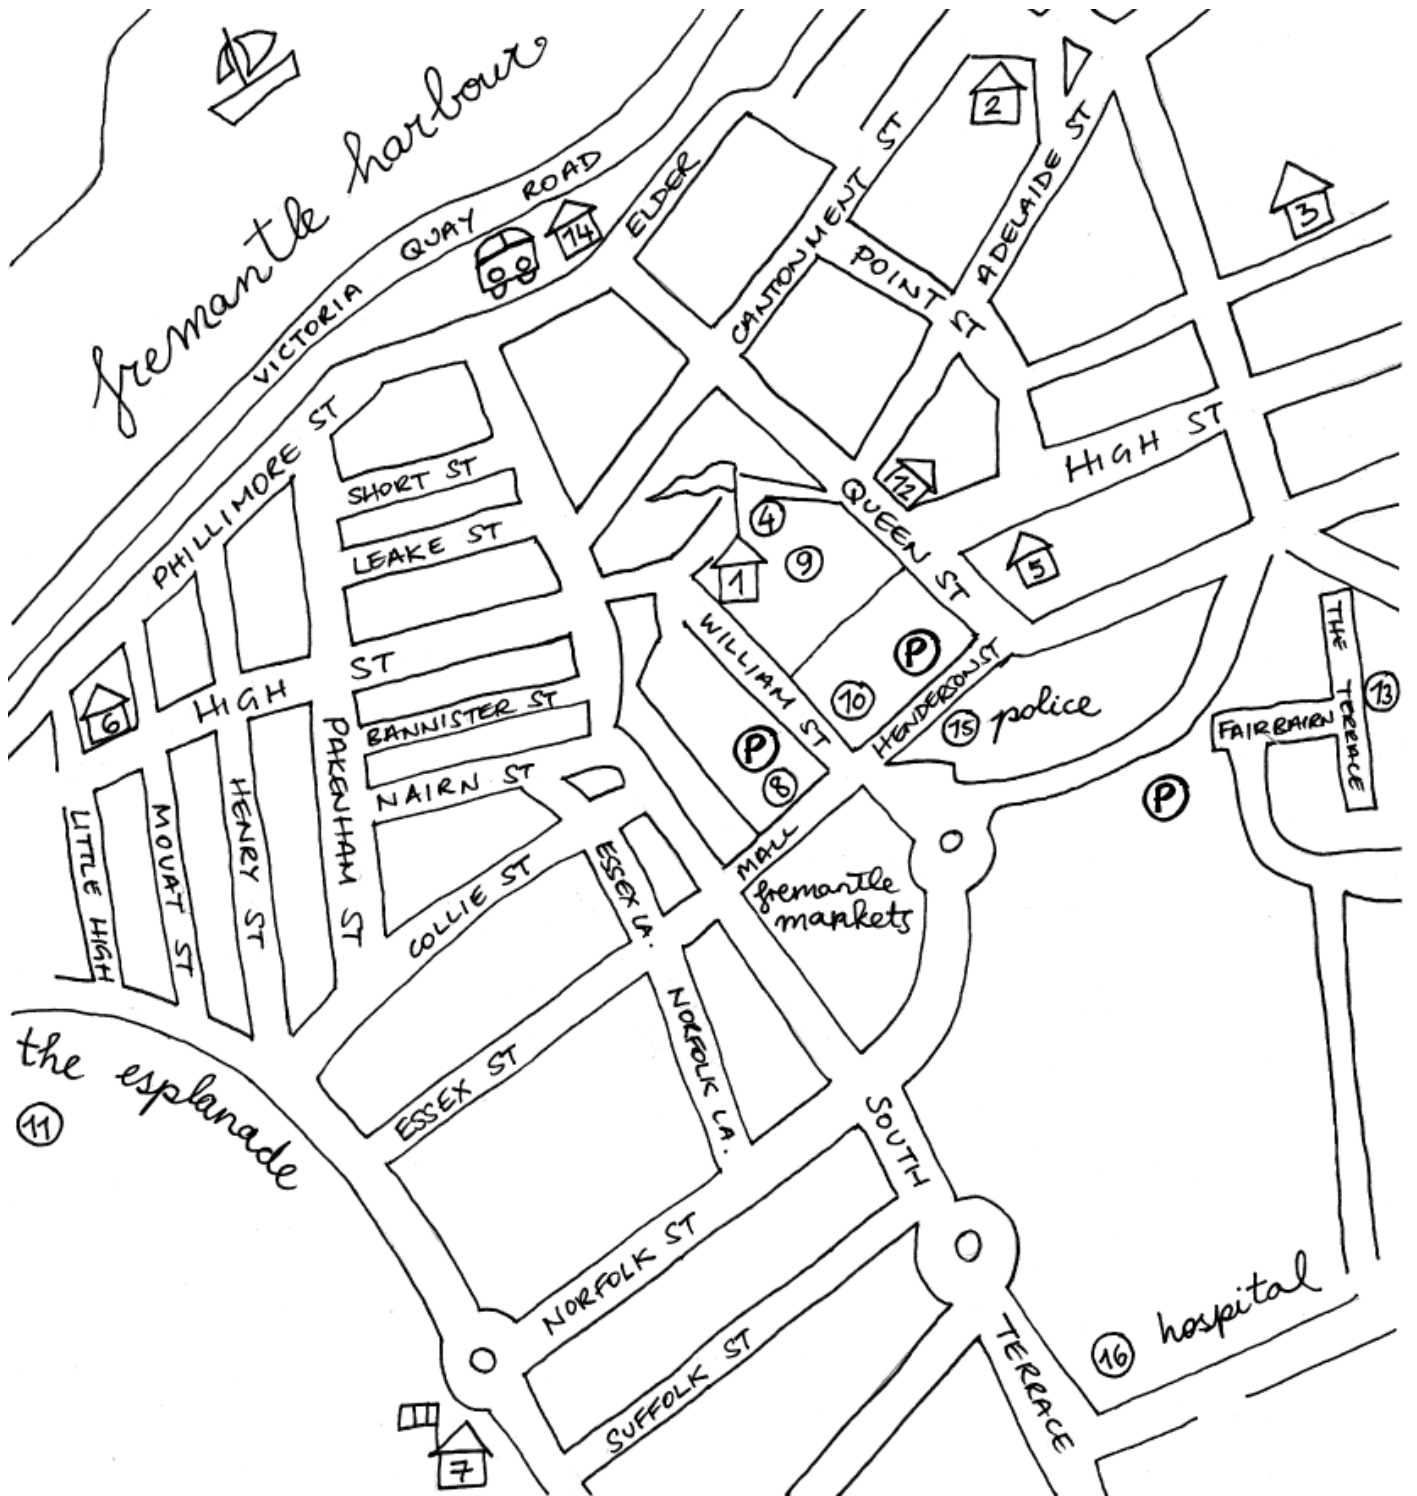 fremantle harbour
VICTORIA QUAY ROAD
14
ELDER
CANTONMENT ST
2
ADELAIDE ST
3
POINT ST
PHILLIMORE ST
SHORT ST
LEAKE ST
HIGH ST
4
9
1
QUEEN ST
12
HIGH ST
5
WILLIAM ST
P
10
HENDERSON ST
15 police
P
8
THE TERRACE
13
FAIRBAIRN
P
6
BANNISTER ST
NAIRN ST
PAKENHAM ST
HENRY ST
MOUAT ST
LITTLE HIGH
COLLIE ST
ESSEX LA.
MALL
fremantle
markets
the esplanade
11
ESSEX ST
NORFOLK LA.
SOUTH TERRACE
NORFOLK ST
SUFFOLK ST
7
16 hospital